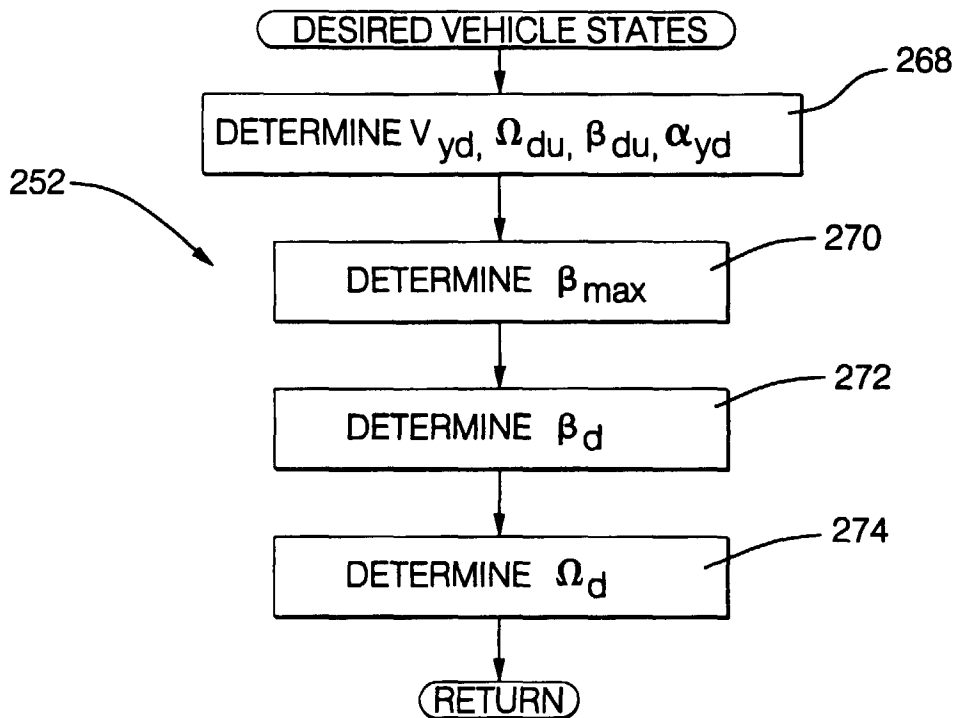 DESIRED VEHICLE STATES
268
DETERMINE V_yd, Ω_du, β_du, α_yd
252
270
DETERMINE β_max
272
DETERMINE β_d
274
DETERMINE Ω_d
RETURN